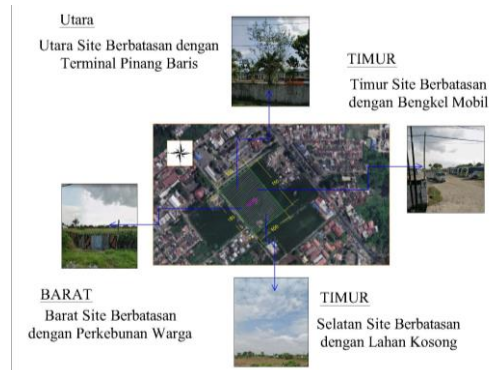 Utara
Utara Site Berbatasan dengan
Terminal Pinang Baris
TIMUR
Timur Site Berbatasan
dengan Bengkel Mobil
BARAT
Barat Site Berbatasan
dengan Perkebunan Warga
TIMUR
Selatan Site Berbatasan
dengan Lahan Kosong